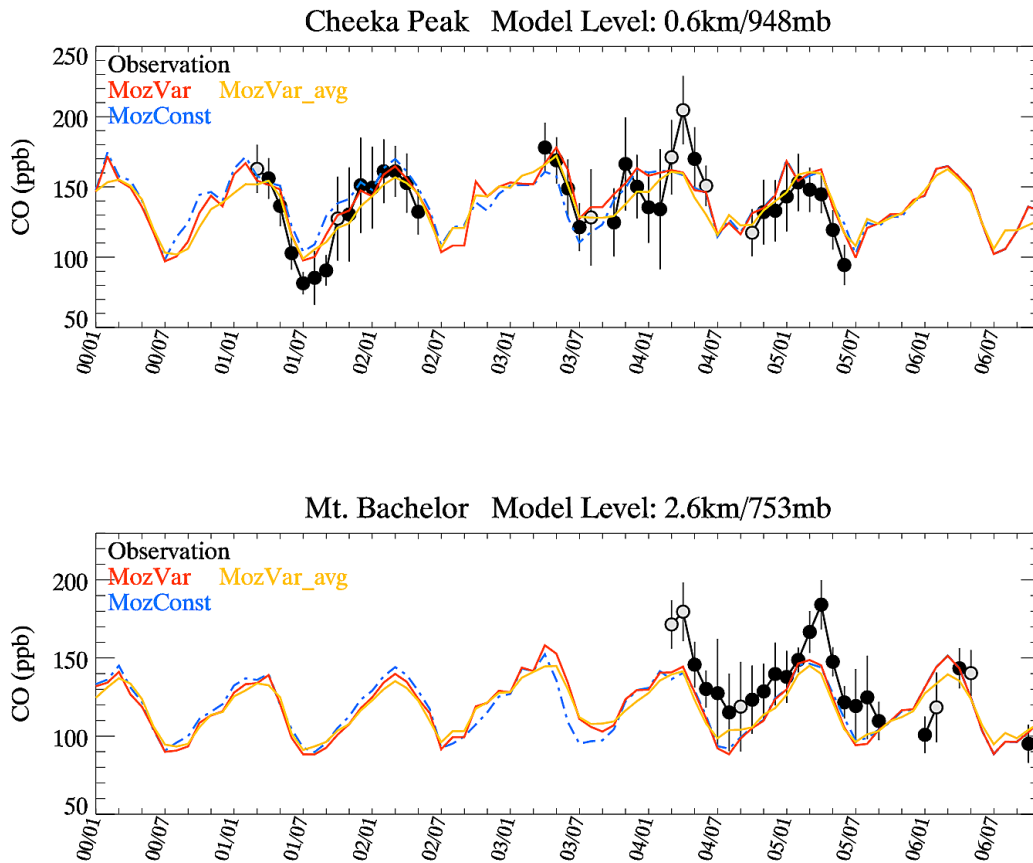 Cheeka Peak Model Level: 0.6km/948mb
250
Observation
MozVar MozVar_avg
MozConst
200
CO (ppb)
150
100
50
00/01 00/07 01/01 01/07 02/01 02/07 03/01 03/07 04/01 04/07 05/01 05/07 06/01 06/07
Mt. Bachelor Model Level: 2.6km/753mb
Observation
MozVar MozVar_avg
MozConst
200
CO (ppb)
150
100
50
00/01 00/07 01/01 01/07 02/01 02/07 03/01 03/07 04/01 04/07 05/01 05/07 06/01 06/07